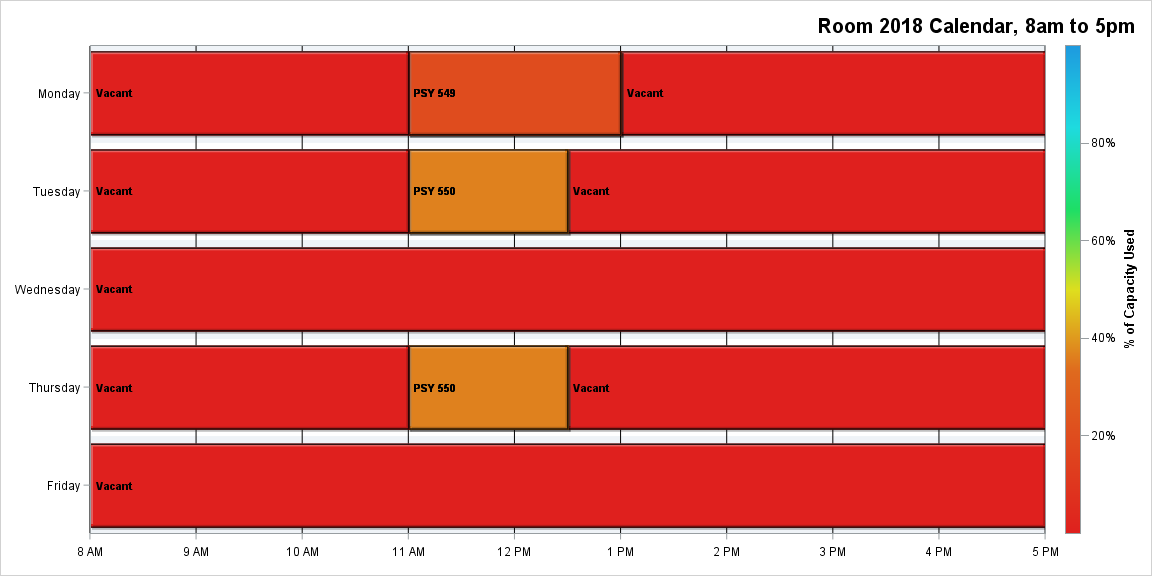 Room 2018 Calendar, 8am to 5pm
Monday
Vacant
PSY 549
Vacant
Tuesday
Vacant
PSY 550
Vacant
Wednesday
Vacant
Thursday
Vacant
PSY 550
Vacant
Friday
Vacant
8 AM
9 AM
10 AM
11 AM
12 PM
1 PM
2 PM
3 PM
4 PM
5 PM
80%
60%
40%
20%
% of Capacity Used